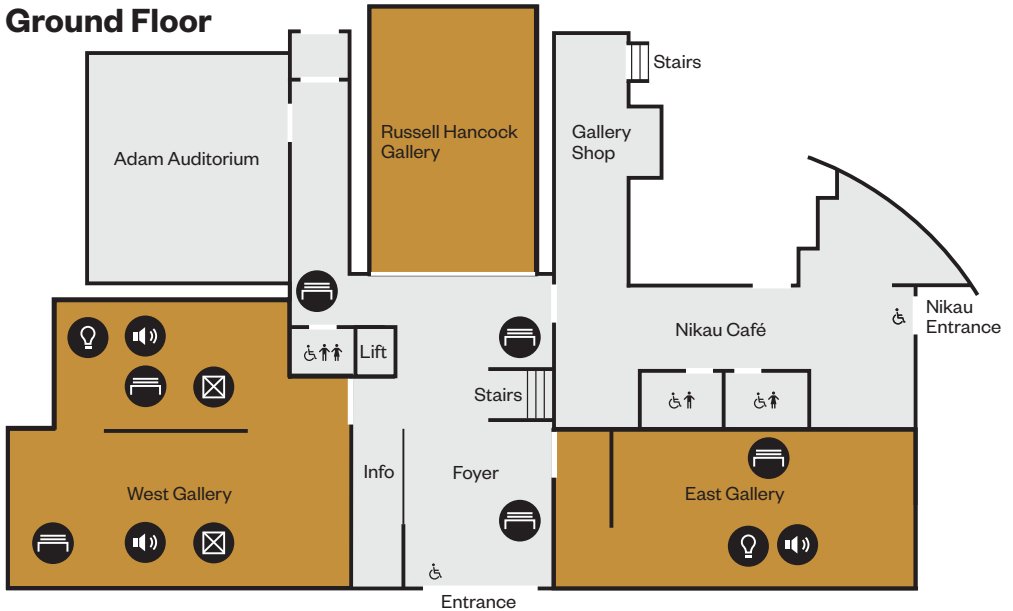 Ground Floor
Stairs
Russell Hancock
Gallery
Gallery
Shop
Adam Auditorium
Nikau
Entrance
Nikau Café
Lift
Stairs
Info
Foyer
West Gallery
East Gallery
Entrance